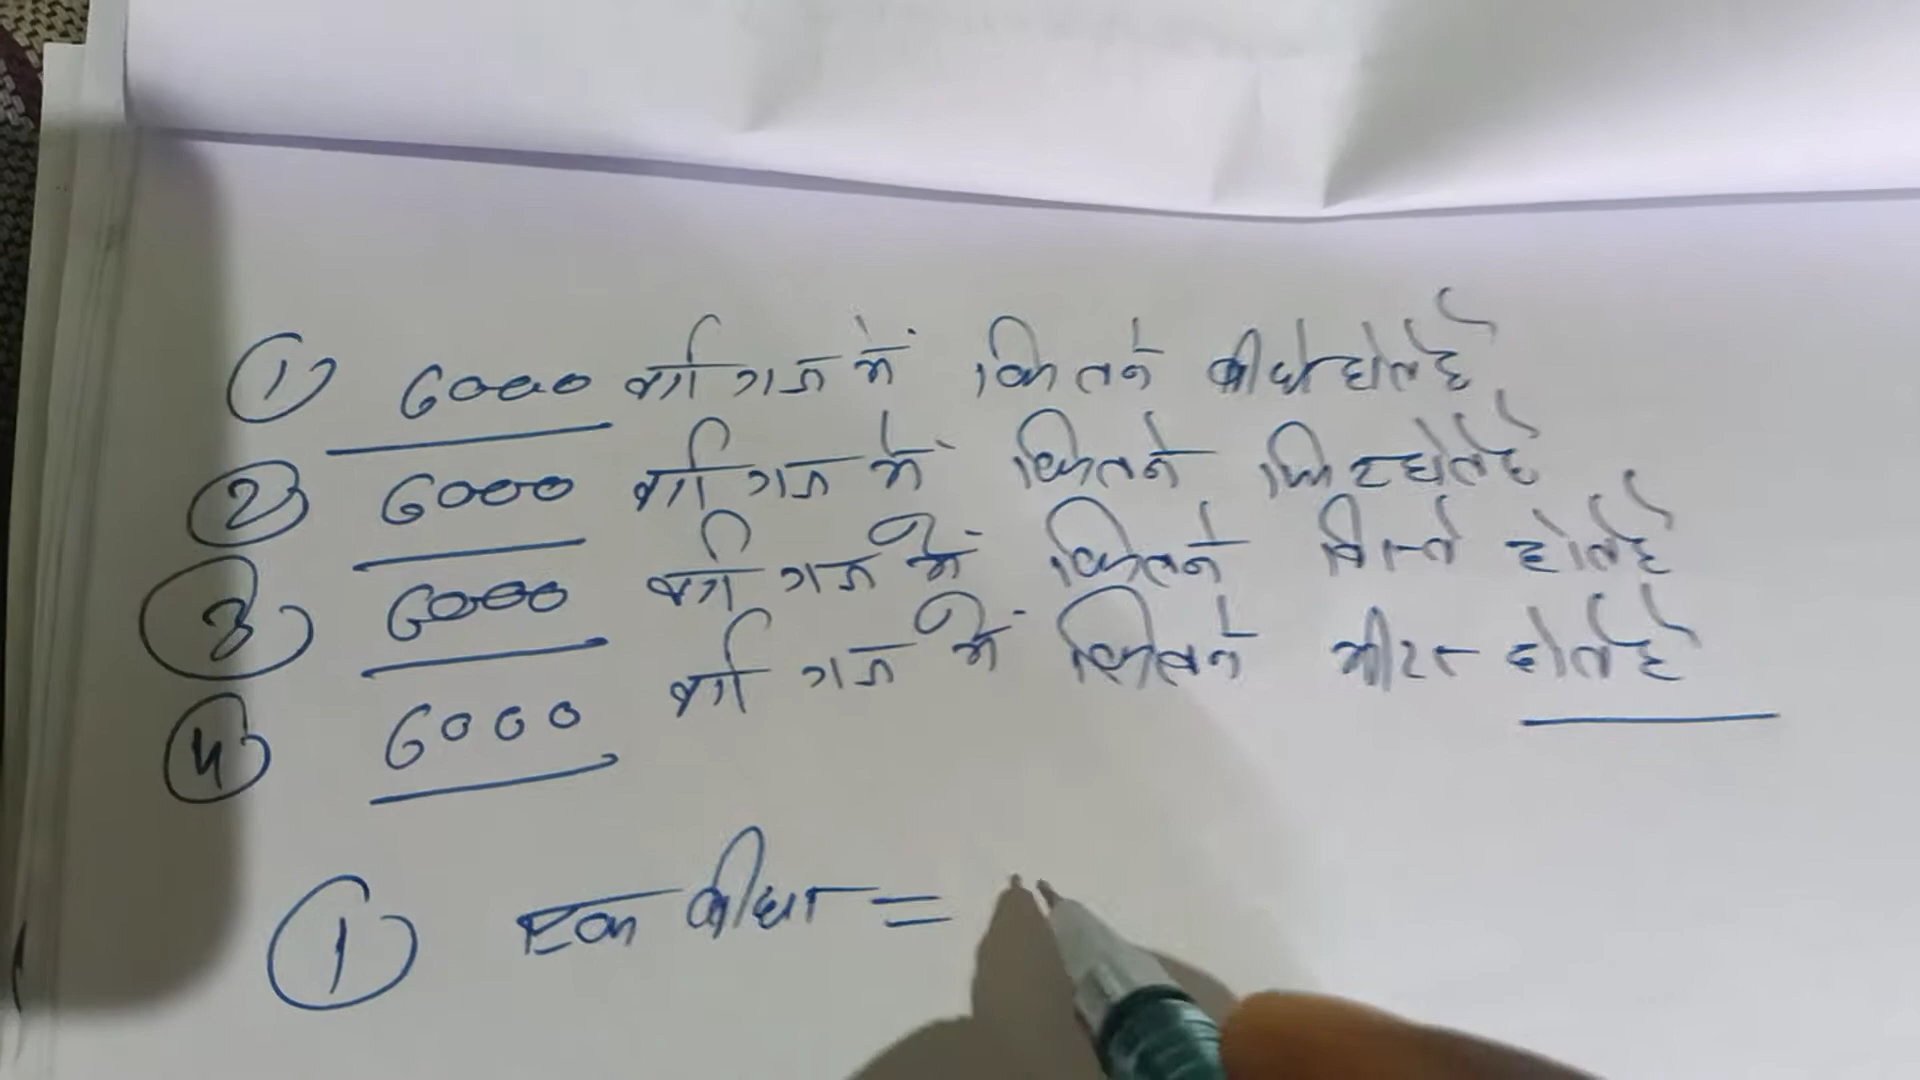 ① 6000 वर्ग गज में कितने बीघे होते है
② 6000 वर्ग गज में कितने फिट होते है
③ 6000 वर्ग गज में कितने विस्वे होते है
④ 6000 वर्ग गज में कितने मीटर होते है
① एक बीघा =